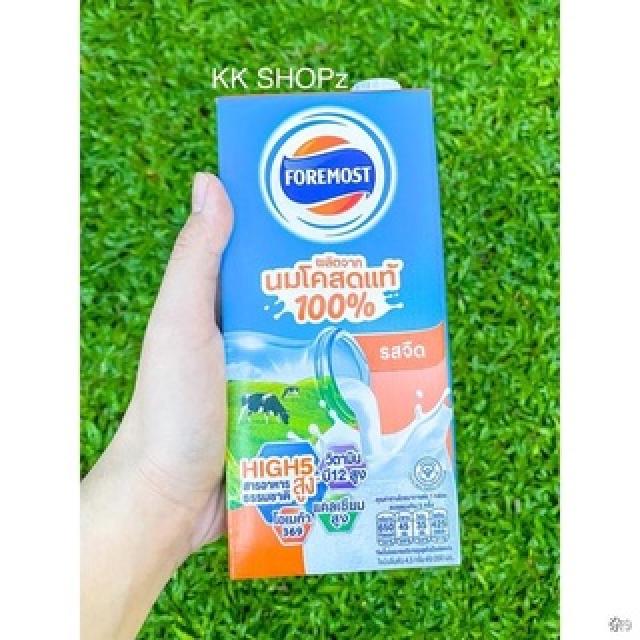 KK SHOPz
FOREMOST
ผลิตจาก
นมโคสดแท้
100%
รสจืด
HIGH5
สารอาหาร
ธรรมชาติ
สูง
วิตามิน
บี12 สูง
โอเมก้า
369
แคลเซียม
สูง